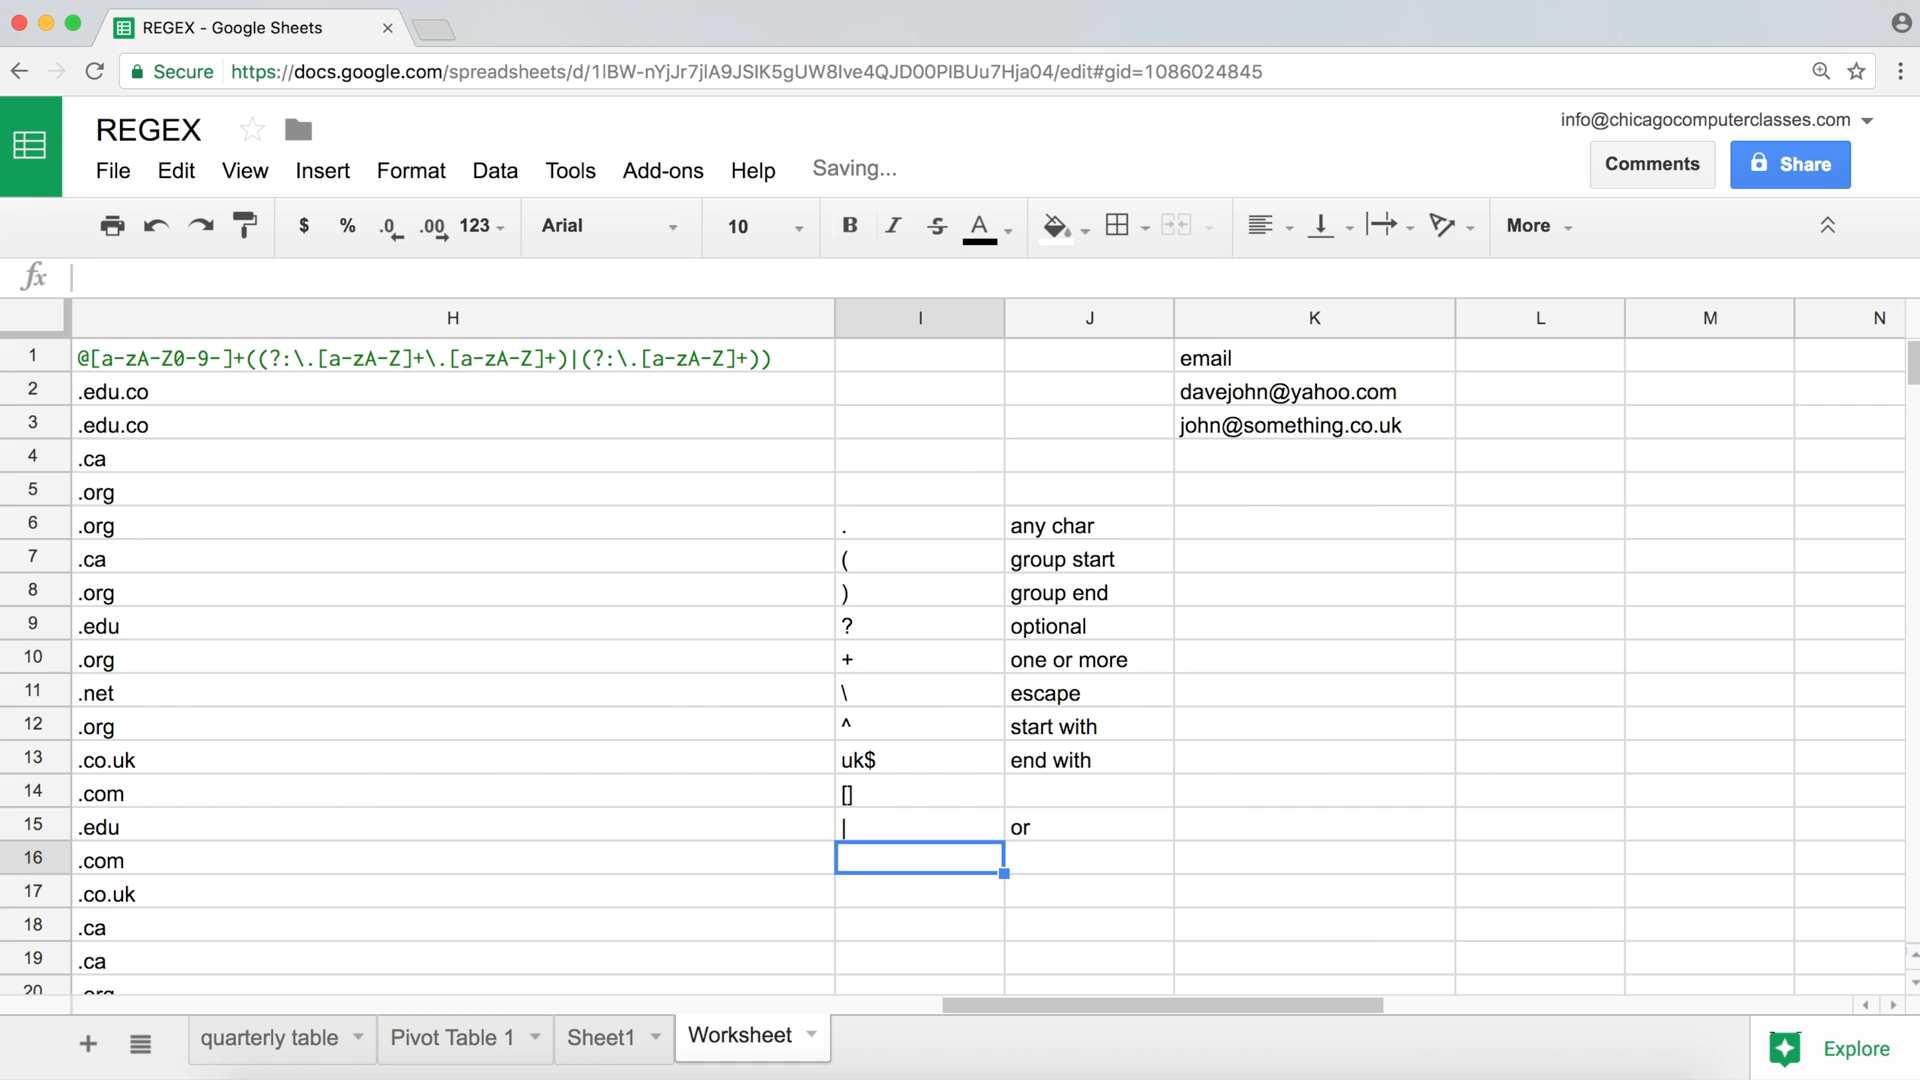 REGEX - Google Sheets
Secure https://docs.google.com/spreadsheets/d/1lBW-nYjJr7jlA9JSIK5gUW8Ive4QJD00PIBUu7Hja04/edit#gid=1086024845
REGEX
info@chicagocomputerclasses.com
File Edit View Insert Format Data Tools Add-ons Help Saving...
Comments Share
$ % .0 .00 123 Arial 10 B I S A More
fx
H I J K L M N
1 @[a-zA-Z0-9-]+((?:\.[a-zA-Z]+\.[a-zA-Z]+)|(?:\.[a-zA-Z]+)) email
2 .edu.co davejohn@yahoo.com
3 .edu.co john@something.co.uk
4 .ca
5 .org
6 .org . any char
7 .ca ( group start
8 .org ) group end
9 .edu ? optional
10 .org + one or more
11 .net \ escape
12 .org ^ start with
13 .co.uk uk$ end with
14 .com []
15 .edu | or
16 .com
17 .co.uk
18 .ca
19 .ca
20 .org
+ quarterly table Pivot Table 1 Sheet1 Worksheet Explore